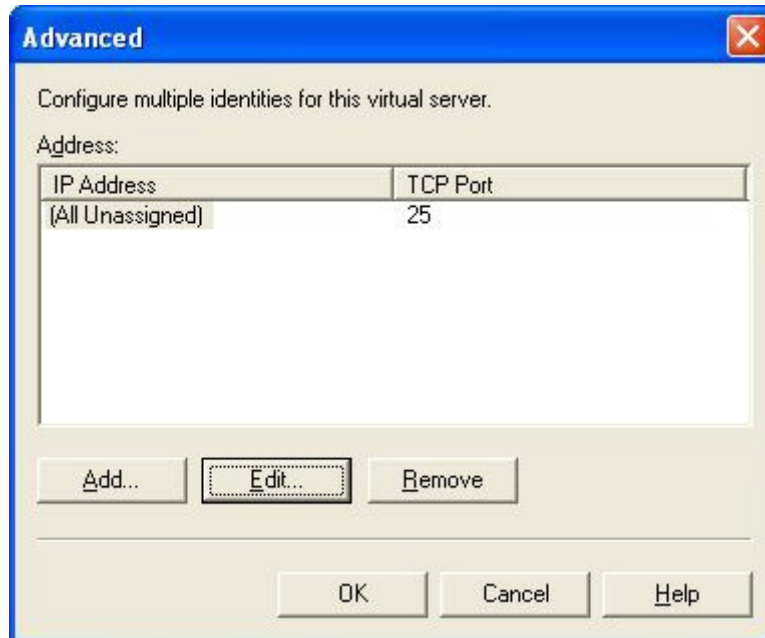 Advanced
Configure multiple identities for this virtual server.
Address:
IP Address TCP Port
(All Unassigned) 25
Add... Edit... Remove
OK Cancel Help